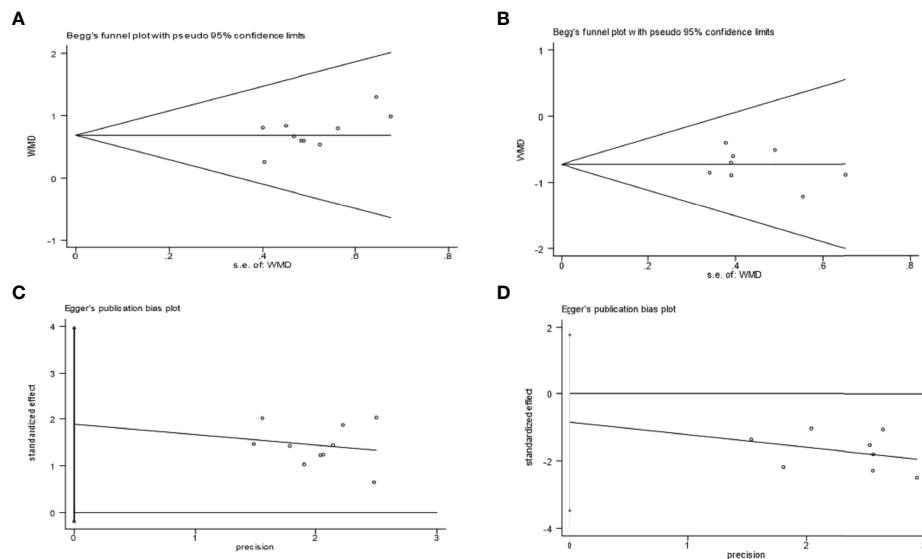 A
Begg's funnel plot with pseudo 95% confidence limits
WMD
2
1
0
-1
0
.2
.4
.6
.8
s.e. of: WMD
B
Begg's funnel plot with pseudo 95% confidence limits
WMD
1
0
-1
-2
0
.2
.4
.6
.8
s.e. of: WMD
C
Egger's publication bias plot
standardized effect
4
3
2
1
0
0
1
2
3
precision
D
Egger's publication bias plot
standardized effect
2
0
-2
-4
0
2
precision